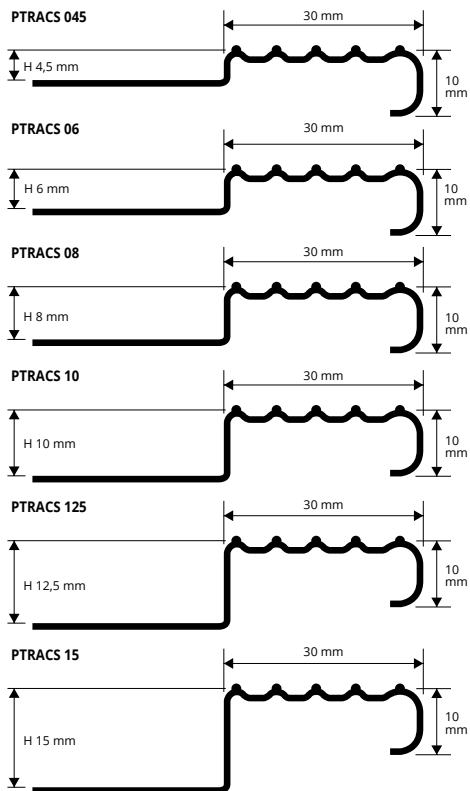 PTRACS 045
30 mm
H 4,5 mm
10
mm
PTRACS 06
30 mm
H 6 mm
10
mm
PTRACS 08
30 mm
H 8 mm
10
mm
PTRACS 10
30 mm
H 10 mm
10
mm
PTRACS 125
30 mm
H 12,5 mm
10
mm
PTRACS 15
30 mm
H 15 mm
10
mm